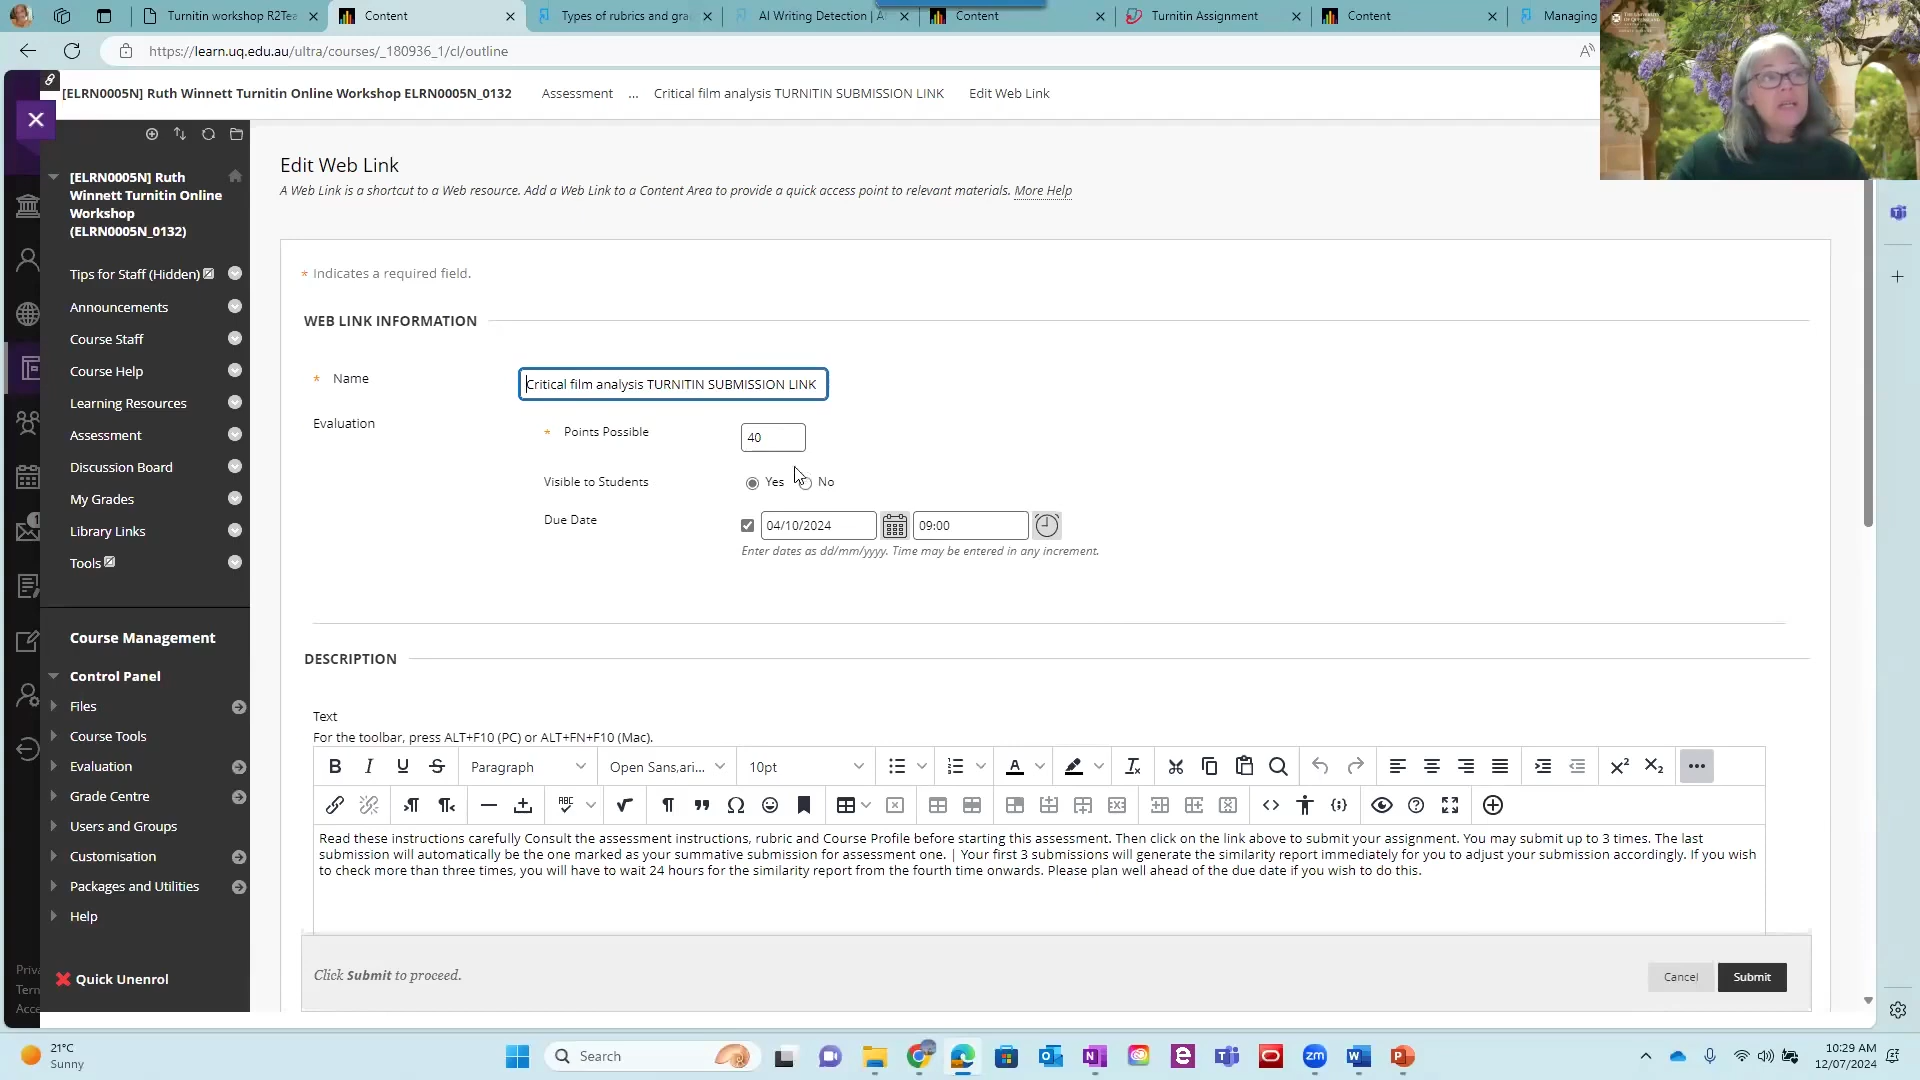 Turnitin workshop R2Tea
Content
Types of rubrics and gra
AI Writing Detection | A
Content
Turnitin Assignment
Content
Managing
https://learn.uq.edu.au/ultra/courses/_180936_1/cl/outline
[ELRN0005N] Ruth Winnett Turnitin Online Workshop ELRN0005N_0132
Assessment
...
Critical film analysis TURNITIN SUBMISSION LINK
Edit Web Link
[ELRN0005N] Ruth
Winnett Turnitin Online
Workshop
(ELRN0005N_0132)
Tips for Staff (Hidden)
Announcements
Course Staff
Course Help
Learning Resources
Assessment
Discussion Board
My Grades
Library Links
Tools
Course Management
Control Panel
Files
Course Tools
Evaluation
Grade Centre
Users and Groups
Customisation
Packages and Utilities
Help
Quick Unenrol
Priva
Term
Acce
Edit Web Link
A Web Link is a shortcut to a Web resource. Add a Web Link to a Content Area to provide a quick access point to relevant materials. More Help
* Indicates a required field.
WEB LINK INFORMATION
* Name
Critical film analysis TURNITIN SUBMISSION LINK
Evaluation
* Points Possible
40
Visible to Students
Yes
No
Due Date
04/10/2024
09:00
Enter dates as dd/mm/yyyy. Time may be entered in any increment.
DESCRIPTION
Text
For the toolbar, press ALT+F10 (PC) or ALT+FN+F10 (Mac).
Paragraph
Open Sans,ari...
10pt
Read these instructions carefully Consult the assessment instructions, rubric and Course Profile before starting this assessment. Then click on the link above to submit your assignment. You may submit up to 3 times. The last
submission will automatically be the one marked as your summative submission for assessment one. | Your first 3 submissions will generate the similarity report immediately for you to adjust your submission accordingly. If you wish
to check more than three times, you will have to wait 24 hours for the similarity report from the fourth time onwards. Please plan well ahead of the due date if you wish to do this.
Click Submit to proceed.
Cancel
Submit
21°C
Sunny
Search
10:29 AM
12/07/2024